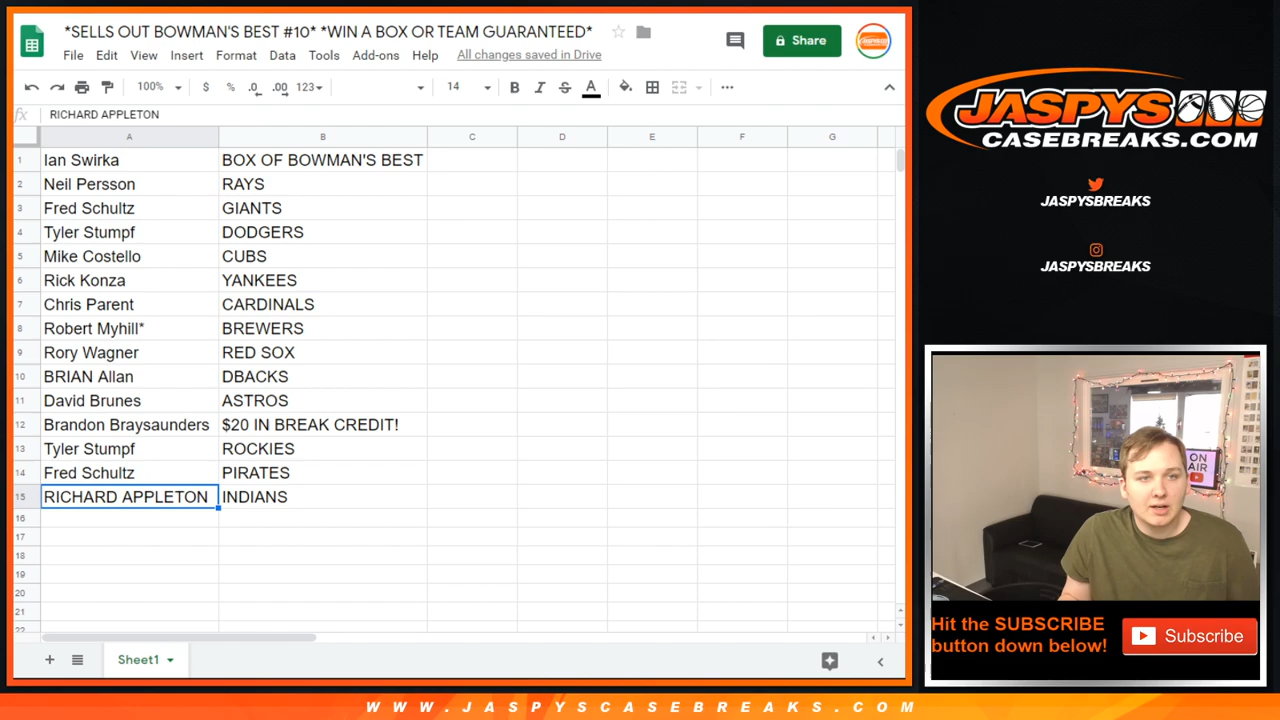 *SELLS OUT BOWMAN'S BEST #10* *WIN A BOX OR TEAM GUARANTEED*
File Edit View Insert Format Data Tools Add-ons Help All changes saved in Drive
Share
100% $ % .0 .00 123 14 B I S A
fx RICHARD APPLETON
A B C D E F G
1 Ian Swirka BOX OF BOWMAN'S BEST
2 Neil Persson RAYS
3 Fred Schultz GIANTS
4 Tyler Stumpf DODGERS
5 Mike Costello CUBS
6 Rick Konza YANKEES
7 Chris Parent CARDINALS
8 Robert Myhill* BREWERS
9 Rory Wagner RED SOX
10 BRIAN Allan DBACKS
11 David Brunes ASTROS
12 Brandon Braysaunders $20 IN BREAK CREDIT!
13 Tyler Stumpf ROCKIES
14 Fred Schultz PIRATES
15 RICHARD APPLETON INDIANS
16
17
18
19
20
21
22
Sheet1
JASPYS
CASEBREAKS.COM
JASPYSBREAKS
JASPYSBREAKS
ON
AIR
Hit the SUBSCRIBE
button down below!
Subscribe
WWW.JASPYSCASEBREAKS.COM